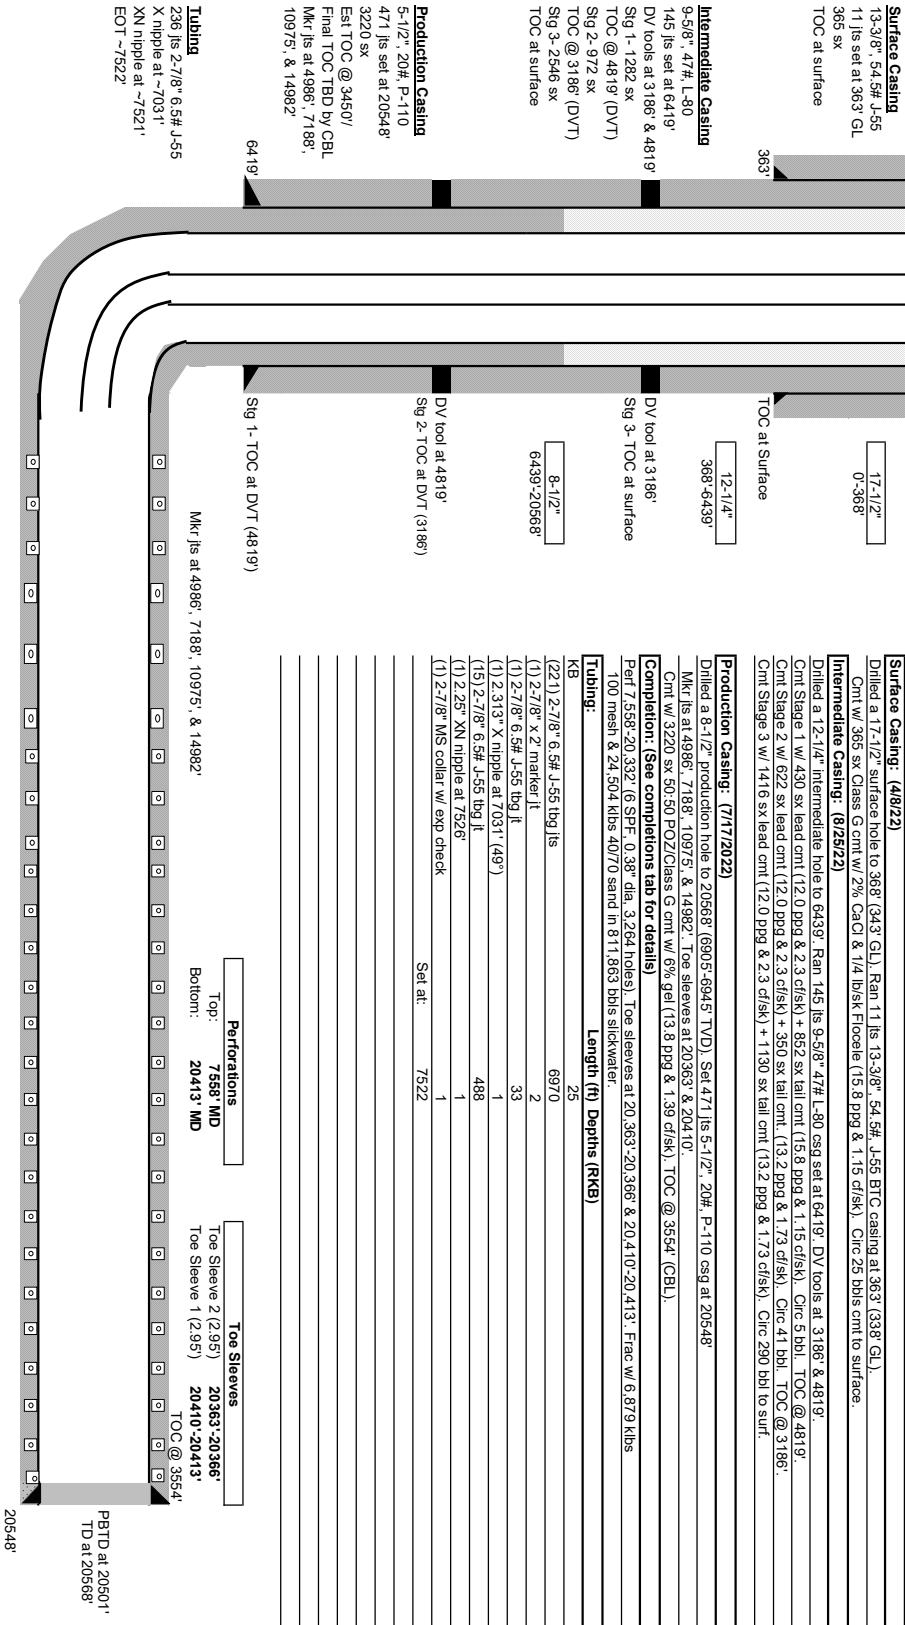 Surface Casing
13-3/8", 54.5# J-55
11 jts set at 363' GL
365 sx
TOC at surface
Intermediate Casing
9-5/8", 47#, L-80
145 jts set at 6419'
DV tools at 3186' & 4819'
Stg 1- 1282 sx
TOC @ 4819' (DVT)
Stg 2- 972 sx
TOC @ 3186' (DVT)
Stg 3- 2546 sx
TOC at surface
Production Casing
5-1/2", 20#, P-110
471 jts set at 20548'
3220 sx
Est TOC @ 3450'/
Final TOC TBD by CBL
Mkr jts at 4986', 7188',
10975', & 14982'
Tubing
236 jts 2-7/8" 6.5# J-55
X nipple at ~7031'
XN nipple at ~7521'
EOT ~7522'
363'
6419'
17-1/2"
0'-368'
TOC at Surface
12-1/4"
368'-6439'
DV tool at 3186'
Stg 3- TOC at surface
8-1/2"
6439'-20568'
DV tool at 4819'
Stg 2- TOC at DVT (3186')
Stg 1- TOC at DVT (4819')
Mkr jts at 4986', 7188', 10975', & 14982'
Surface Casing: (4/8/22)
Drilled a 17-1/2" surface hole to 368' (343' GL). Ran 11 jts 13-3/8", 54.5#, J-55 BTC casing at 363' (338' GL).
Cmt w/ 365 sx Class G cmt w/ 2% CaCl & 1/4 lb/sk Flocele (15.8 ppg & 1.15 cf/sk). Circ 25 bbls cmt to surface.
Intermediate Casing: (8/25/22)
Drilled a 12-1/4" intermediate hole to 6439'. Ran 145 jts 9-5/8" 47# L-80 csg set at 6419'. DV tools at 3186' & 4819'.
Cmt Stage 1 w/ 430 sx lead cmt (12.0 ppg & 2.3 cf/sk) + 852 sx tail cmt (15.8 ppg & 1.15 cf/sk). Circ 5 bbl. TOC @ 4819'.
Cmt Stage 2 w/ 622 sx lead cmt (12.0 ppg & 2.3 cf/sk) + 350 sx tail cmt. (13.2 ppg & 1.73 cf/sk). Circ 41 bbl. TOC @ 3186'.
Cmt Stage 3 w/ 1416 sx lead cmt (12.0 ppg & 2.3 cf/sk) + 1130 sx tail cmt (13.2 ppg & 1.73 cf/sk). Circ 290 bbl to surf.
Production Casing: (7/17/2022)
Drilled a 8-1/2" production hole to 20568' (6905'-6945' TVD). Set 471 jts 5-1/2", 20#, P-110 csg at 20548'
Mkr jts at 4986', 7188', 10975', & 14982'. Toe sleeves at 20363' & 20410'.
Cmt w/ 3220 sx 50:50 POZ/Class G cmt w/ 6% gel (13.8 ppg & 1.39 cf/sk). TOC @ 3554' (CBL).
Completion: (See completions tab for details)
Perf 7,558'-20,332' (6 SPF, 0.38" dia, 3,264 holes). Toe sleeves at 20,363'-20,366' & 20,410'-20,413'. Frac w/ 6,879 klbs
100 mesh & 24,504 klbs 40/70 sand in 811,863 bbls slickwater.
Tubing: Length (ft) Depths (RKB)
KB 25
(221) 2-7/8" 6.5# J-55 tbg jts 6970
(1) 2-7/8" x 2' marker jt 2
(1) 2-7/8" 6.5# J-55 tbg jt 33
(1) 2.313" X nipple at 7031' (49°) 1
(15) 2-7/8" 6.5# J-55 tbg jt 488
(1) 2.25" XN nipple at 7526' 1
(1) 2-7/8" MS collar w/ exp check 1
Set at: 7522
Perforations
Top: 7558' MD
Bottom: 20413' MD
Toe Sleeves
Toe Sleeve 2 (2.95') 20363'-20366'
Toe Sleeve 1 (2.95') 20410'-20413'
TOC @ 3554'
PBTD at 20501'
TD at 20568'
20548'